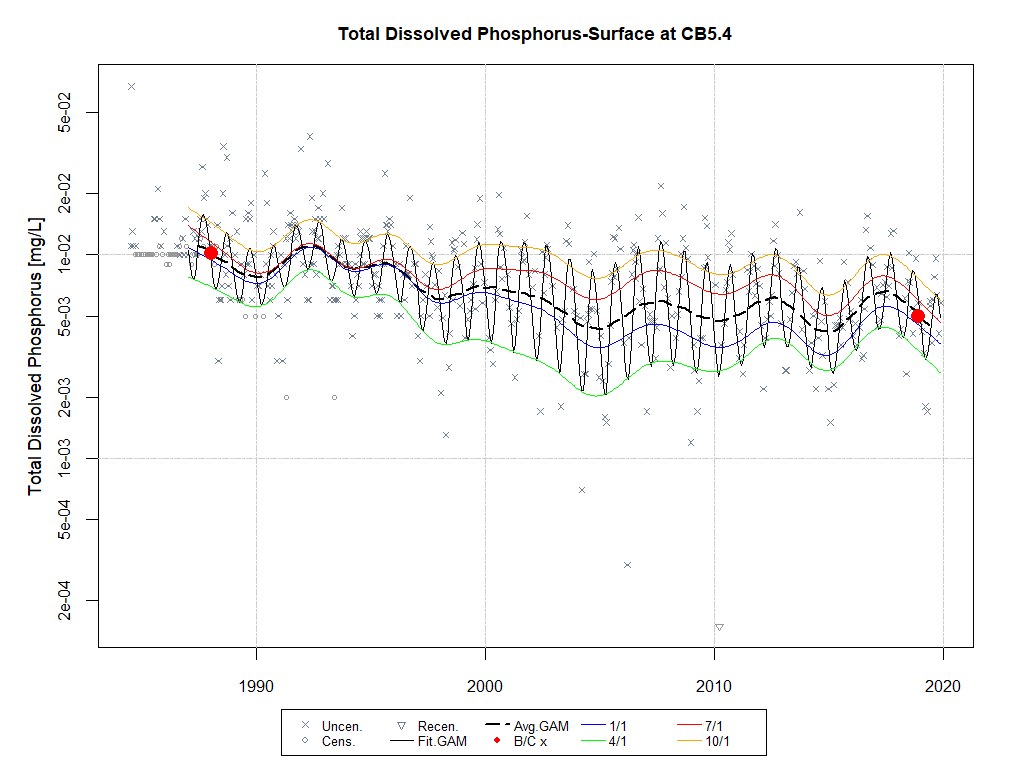 Total Dissolved Phosphorus-Surface at CB5.4
Total Dissolved Phosphorus [mg/L]
5e-02
2e-02
1e-02
5e-03
2e-03
1e-03
5e-04
2e-04
1990 2000 2010 2020
Uncen. Recen. Avg.GAM 1/1 7/1
Cens. Fit.GAM B/C x 4/1 10/1